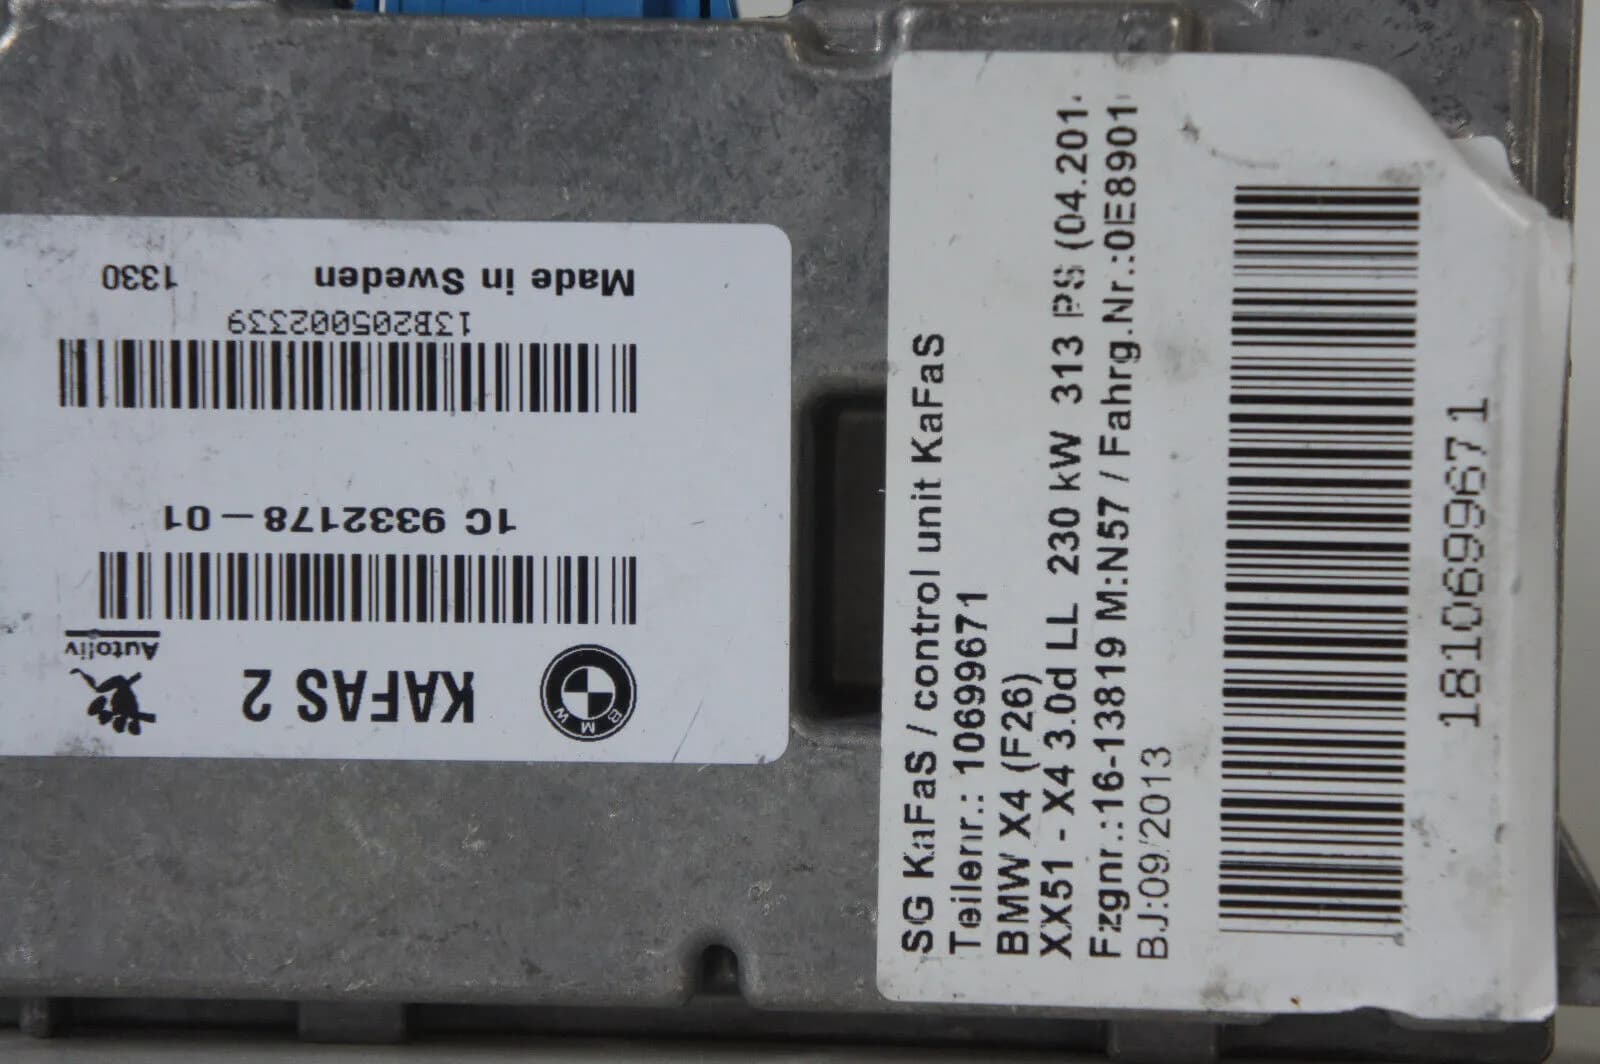 BMW
KAFAS 2
Autoliv
1C 9332178-01
13B205002339
Made in Sweden
1330
SG KaFaS / control unit KaFaS
Teilenr.: 10699671
BMW X4 (F26)
XX51 - X4 3.0d LL 230 kW 313 PS (04.201
Fzgnr.:16-13819 M:N57 / Fahrg.Nr.:0E8901
BJ:09/2013
1810699671